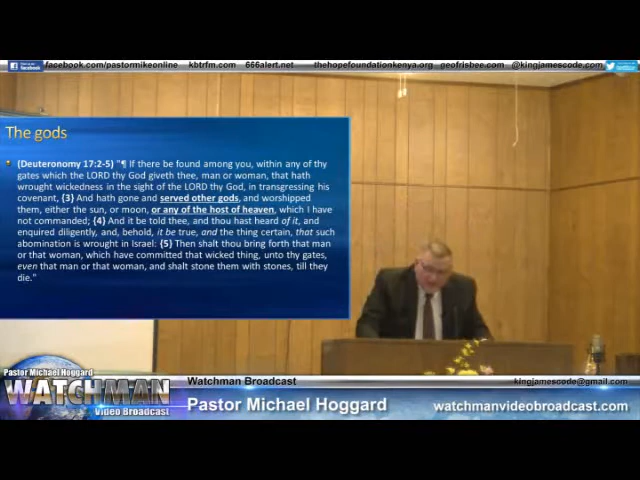 facebook.com/pastormikeonline kbtrfm.com 666alert.net thehopefoundationkenya.org geofrisbee.com @kingjamescode.com
The gods
(Deuteronomy 17:2-5) "¶ If there be found among you, within any of thy
gates which the LORD thy God giveth thee, man or woman, that hath
wrought wickedness in the sight of the LORD thy God, in transgressing his
covenant, {3} And hath gone and served other gods, and worshipped
them, either the sun, or moon, or any of the host of heaven, which I have
not commanded; {4} And it be told thee, and thou hast heard of it, and
enquired diligently, and, behold, it be true, and the thing certain, that such
abomination is wrought in Israel: {5} Then shalt thou bring forth that man
or that woman, which have committed that wicked thing, unto thy gates,
even that man or that woman, and shalt stone them with stones, till they
die."
Pastor Michael Hoggard
WATCHMAN
Video Broadcast
Watchman Broadcast
kingjamescode@gmail.com
Pastor Michael Hoggard
watchmanvideobroadcast.com